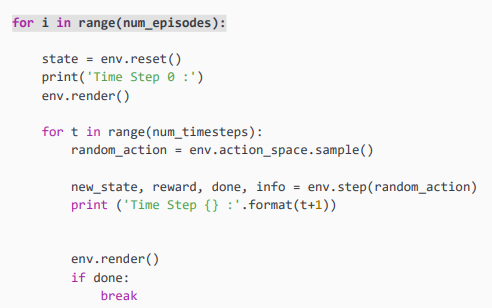 for i in range(num_episodes):
    state = env.reset()
    print('Time Step 0 :')
    env.render()
    for t in range(num_timesteps):
        random_action = env.action_space.sample()
        new_state, reward, done, info = env.step(random_action)
        print ('Time Step {} :'.format(t+1))
        env.render()
        if done:
            break